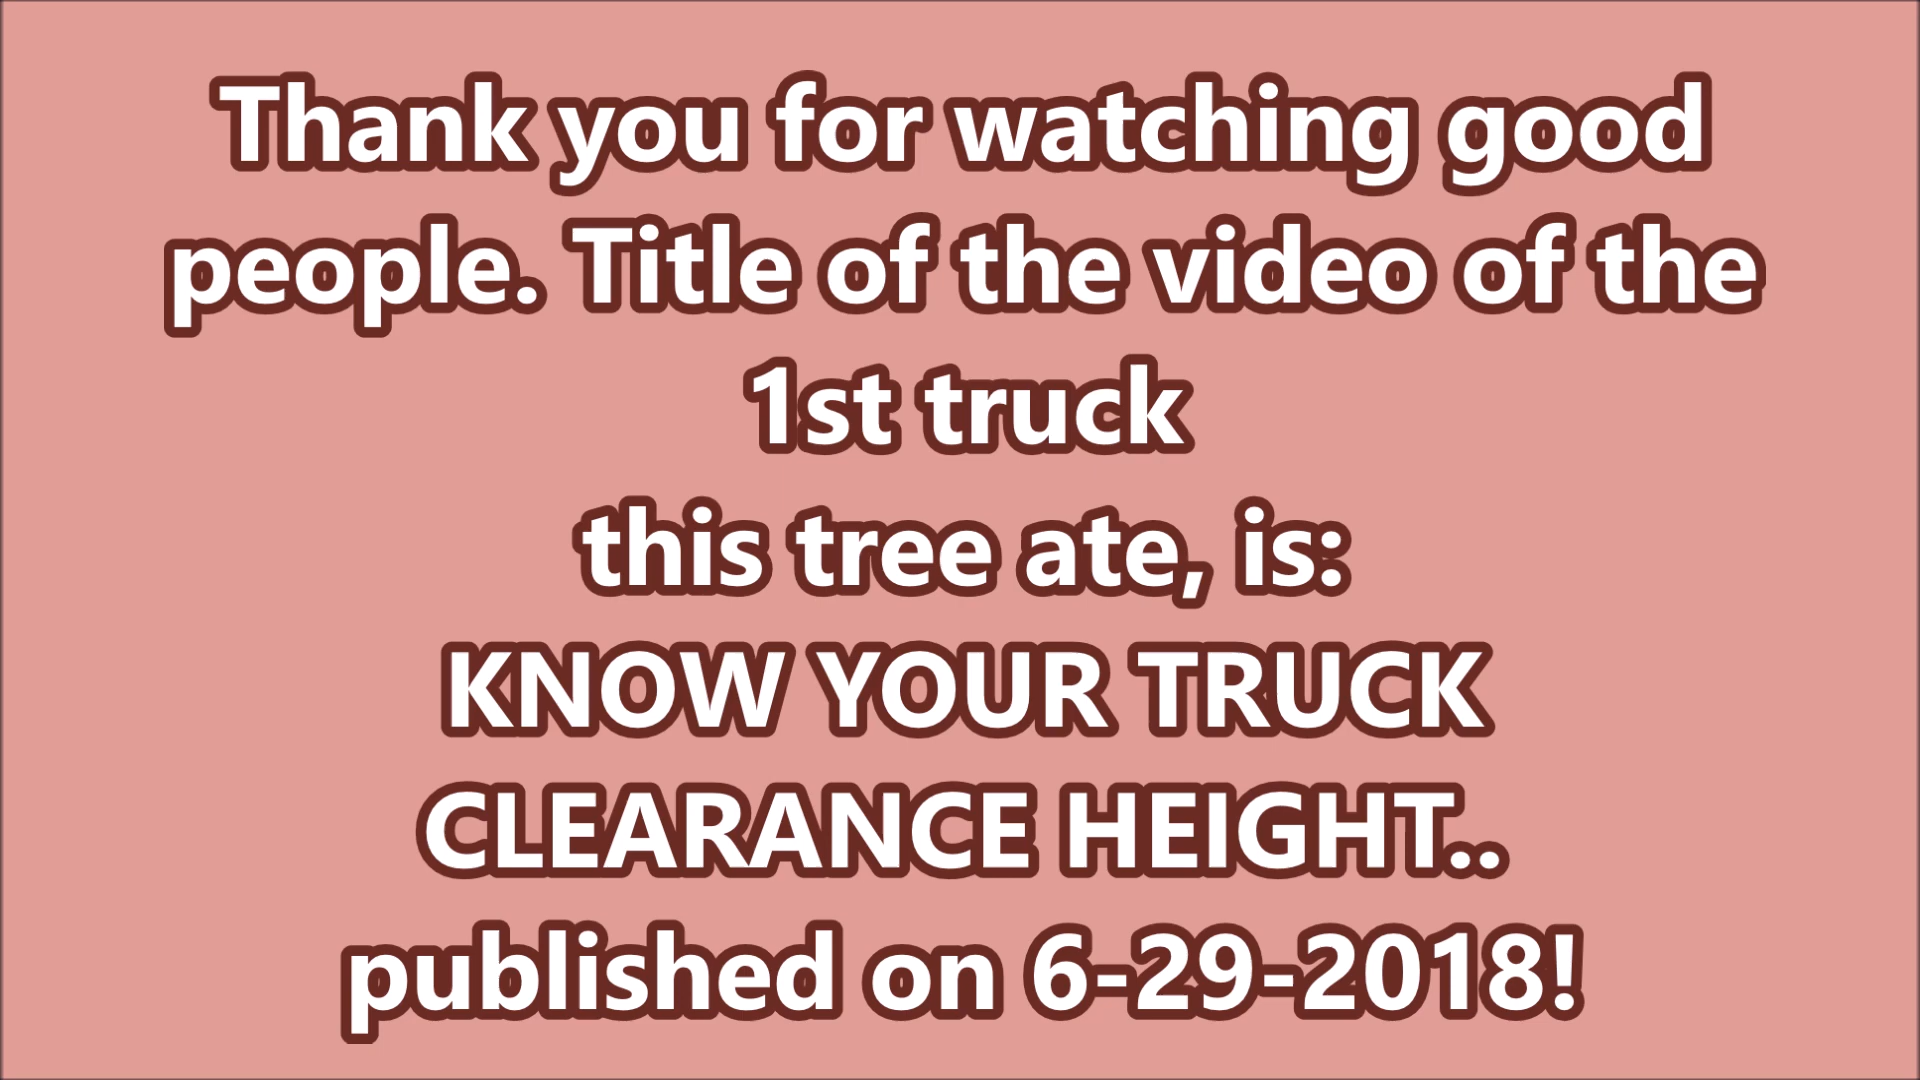 Thank you for watching good
people. Title of the video of the
1st truck
this tree ate, is:
KNOW YOUR TRUCK
CLEARANCE HEIGHT..
published on 6-29-2018!